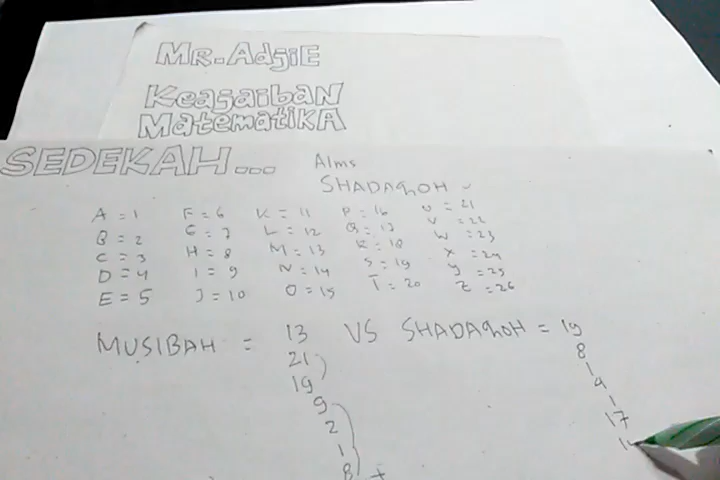 MR. AdjiE
Keajaiban
MatematiKA
SEDEKAH...
Alms
SHADAQOH
A = 1 F = 6 K = 11 P = 16 U = 21
B = 2 G = 7 L = 12 Q = 17 V = 22
C = 3 H = 8 M = 13 R = 18 W = 23
D = 4 I = 9 N = 14 S = 19 X = 24
E = 5 J = 10 O = 15 T = 20 Y = 25
Z = 26
MUSIBAH = 13 VS SHADAQOH = 19
21 8
19 1
9 4
2 1
1 17
8 +